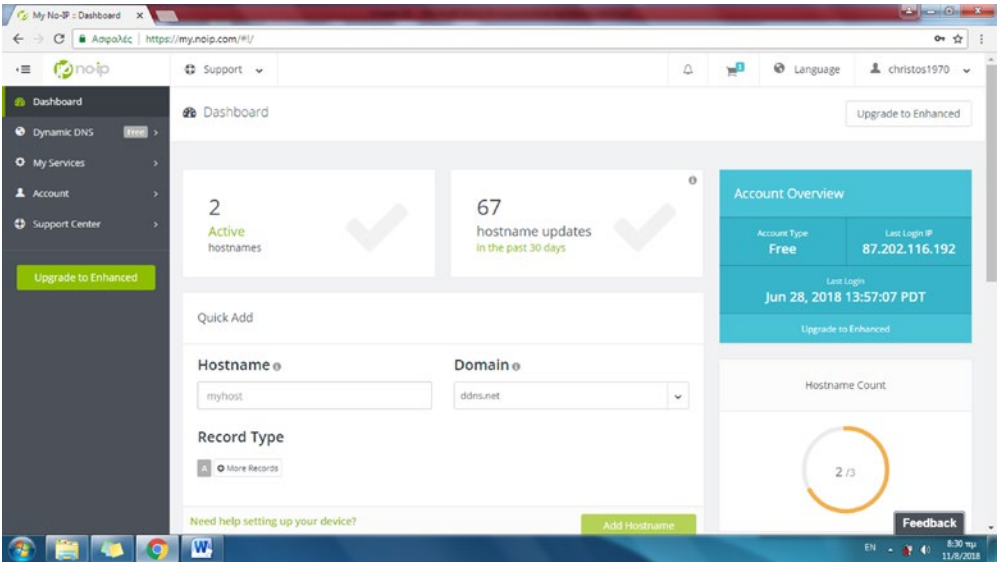 My No-IP :: Dashboard
Ασφαλές | https://my.noip.com/#!/
no-ip
Support
1
Language
christos1970
Dashboard
Dynamic DNS Free
My Services
Account
Support Center
Upgrade to Enhanced
Dashboard
Upgrade to Enhanced
2
Active
hostnames
67
hostname updates
in the past 30 days
Account Overview
Account Type
Free
Last Login IP
87.202.116.192
Last Login
Jun 28, 2018 13:57:07 PDT
Upgrade to Enhanced
Quick Add
Hostname
myhost
Domain
ddns.net
Record Type
A More Records
Need help setting up your device?
Add Hostname
Hostname Count
2 /3
Feedback
W
EN
8:30 πμ
11/8/2018